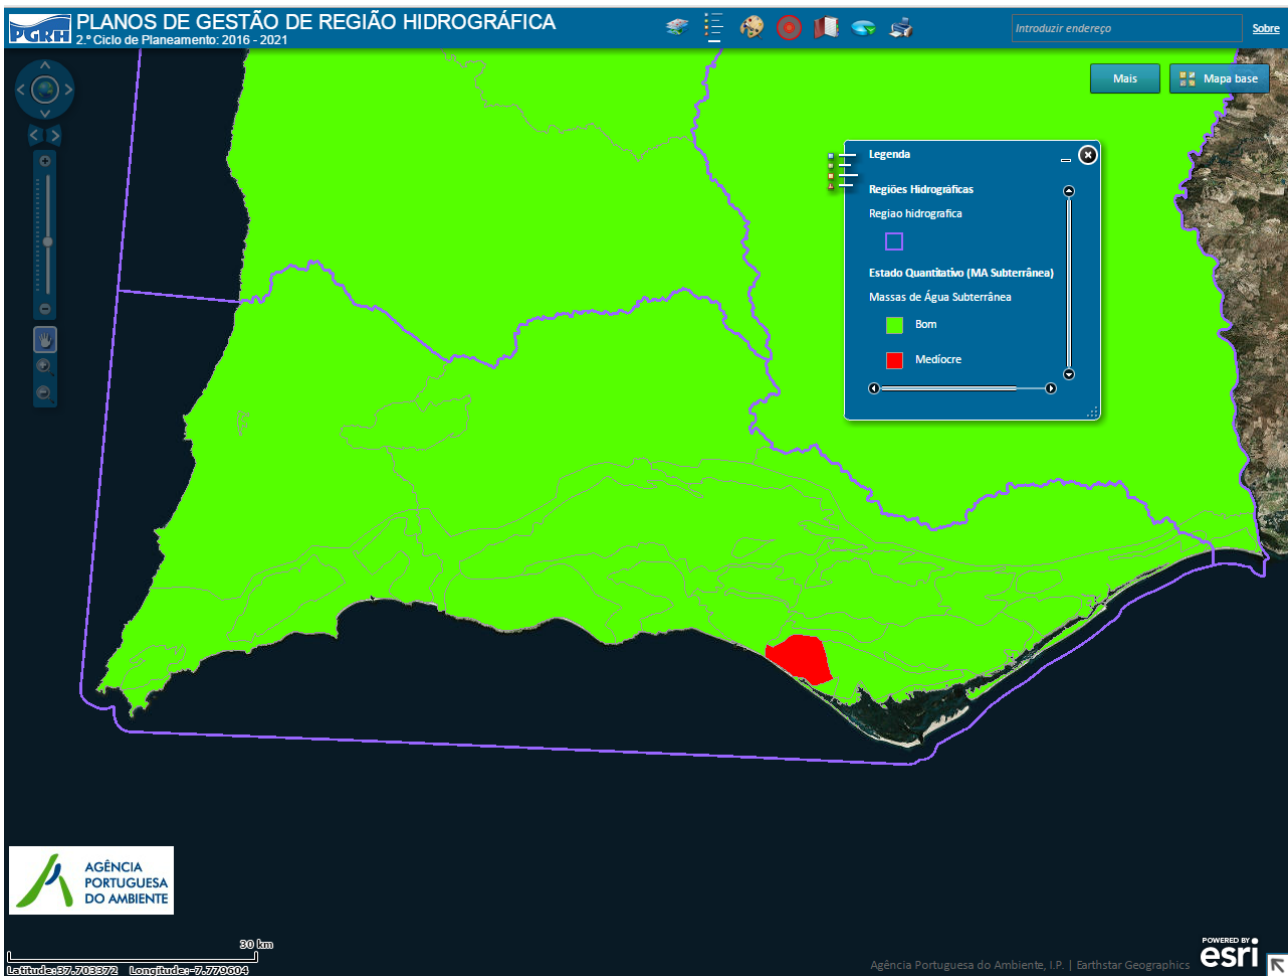 PGRH
PLANOS DE GESTÃO DE REGIÃO HIDROGRÁFICA
2.º Ciclo de Planeamento: 2016 - 2021
Introduzir endereço
Sobre
Mais
Mapa base
Legenda
Regiões Hidrográficas
Regiao hidrografica
Estado Quantitativo (MA Subterrânea)
Massas de Água Subterrânea
Bom
Medíocre
AGÊNCIA
PORTUGUESA
DO AMBIENTE
30 km
Latitude:37.703372 Longitude:-7.779604
Agência Portuguesa do Ambiente, I.P. | Earthstar Geographics
POWERED BY
esri